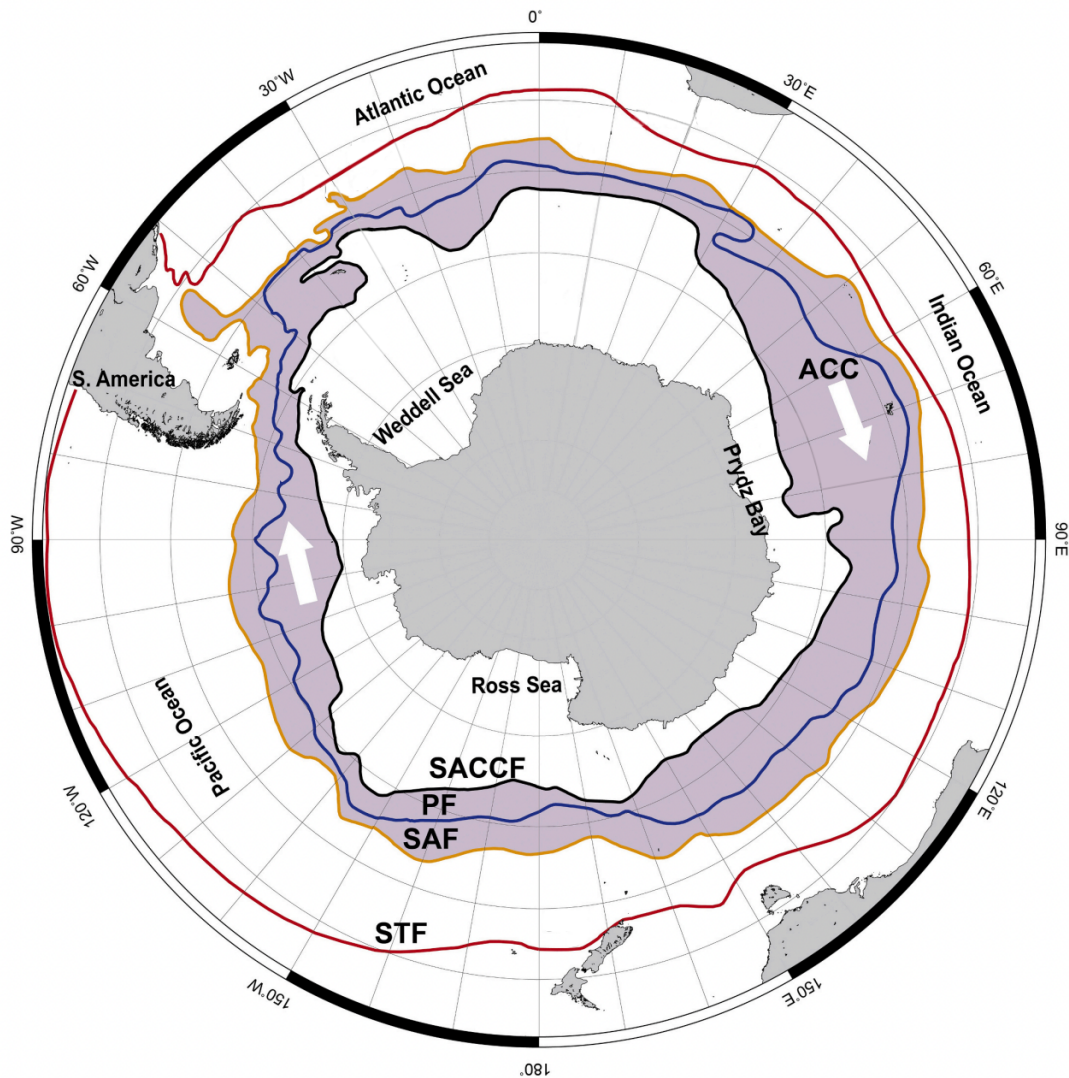 0°
30°W
Atlantic Ocean
30°E
60°W
60°E
Indian Ocean
S. America
ACC
Weddell Sea
Prydz Bay
90°W
90°E
Ross Sea
Pacific Ocean
SACCF
PF
SAF
120°W
120°E
STF
150°W
150°E
180°